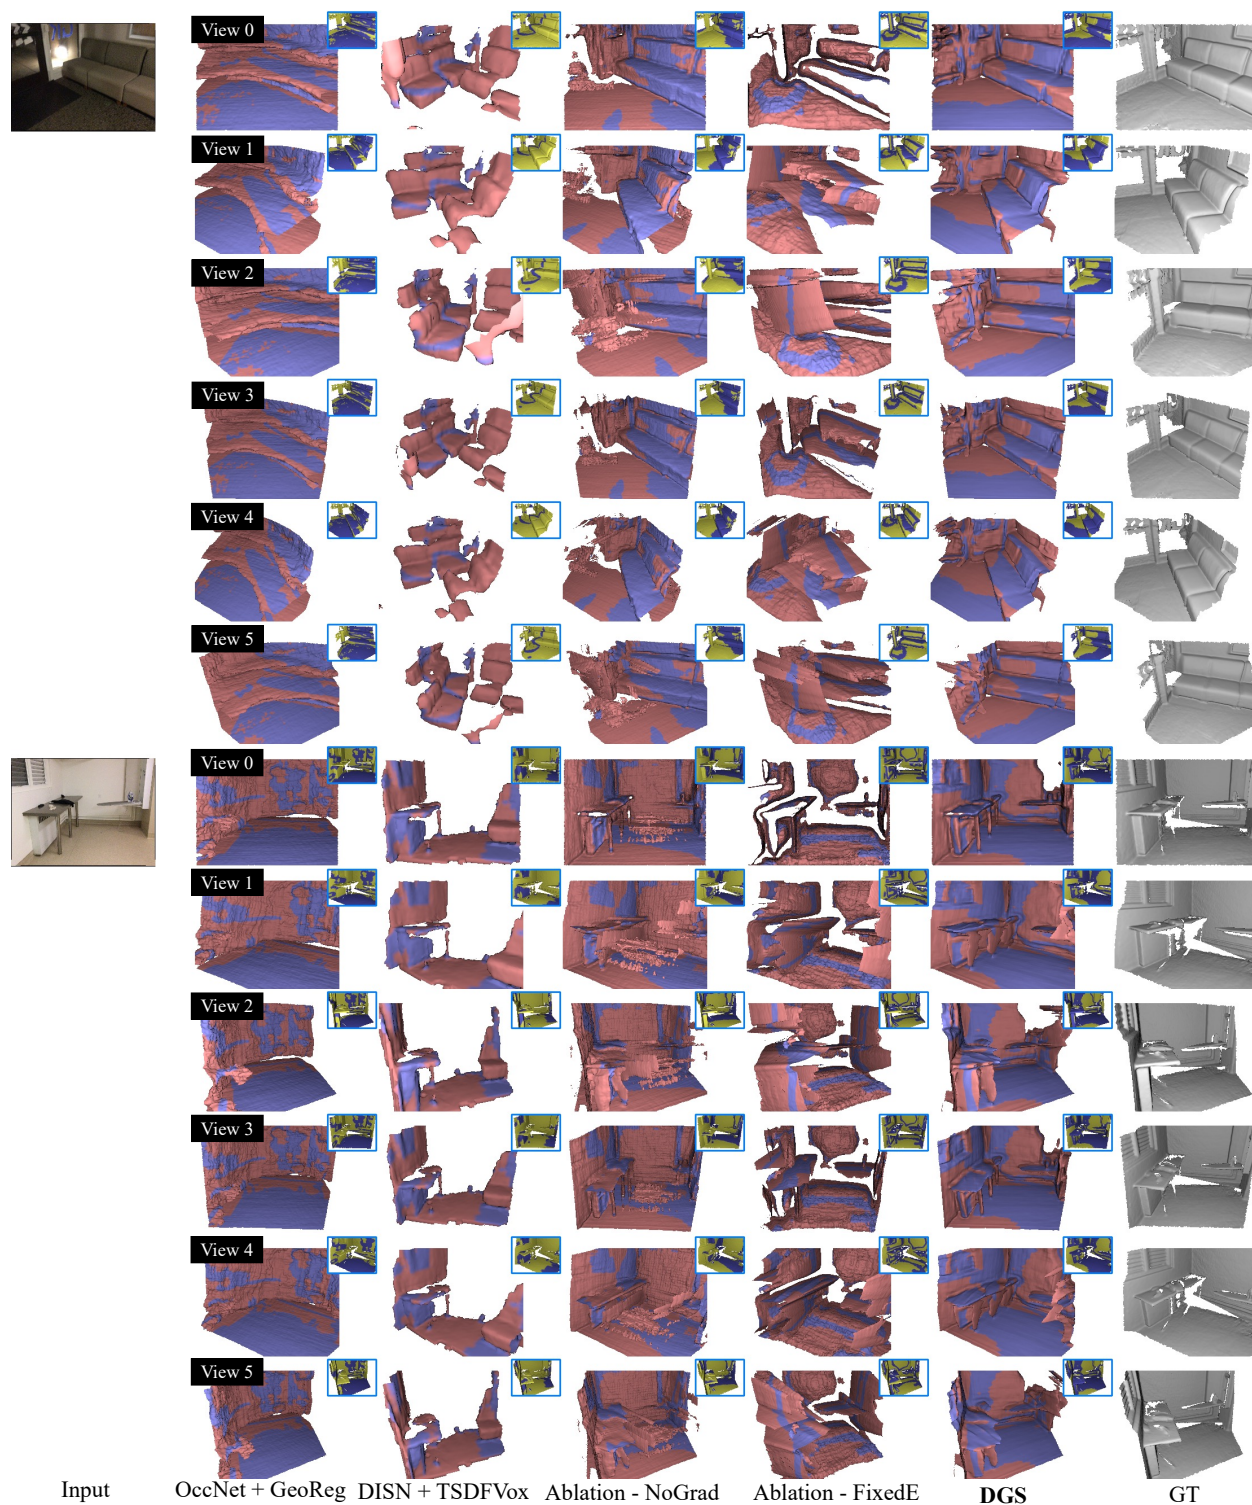 View 0
View 1
View 2
View 3
View 4
View 5
View 0
View 1
View 2
View 3
View 4
View 5
Input OccNet + GeoReg DISN + TSDFVox Ablation - NoGrad Ablation - FixedE DGS GT